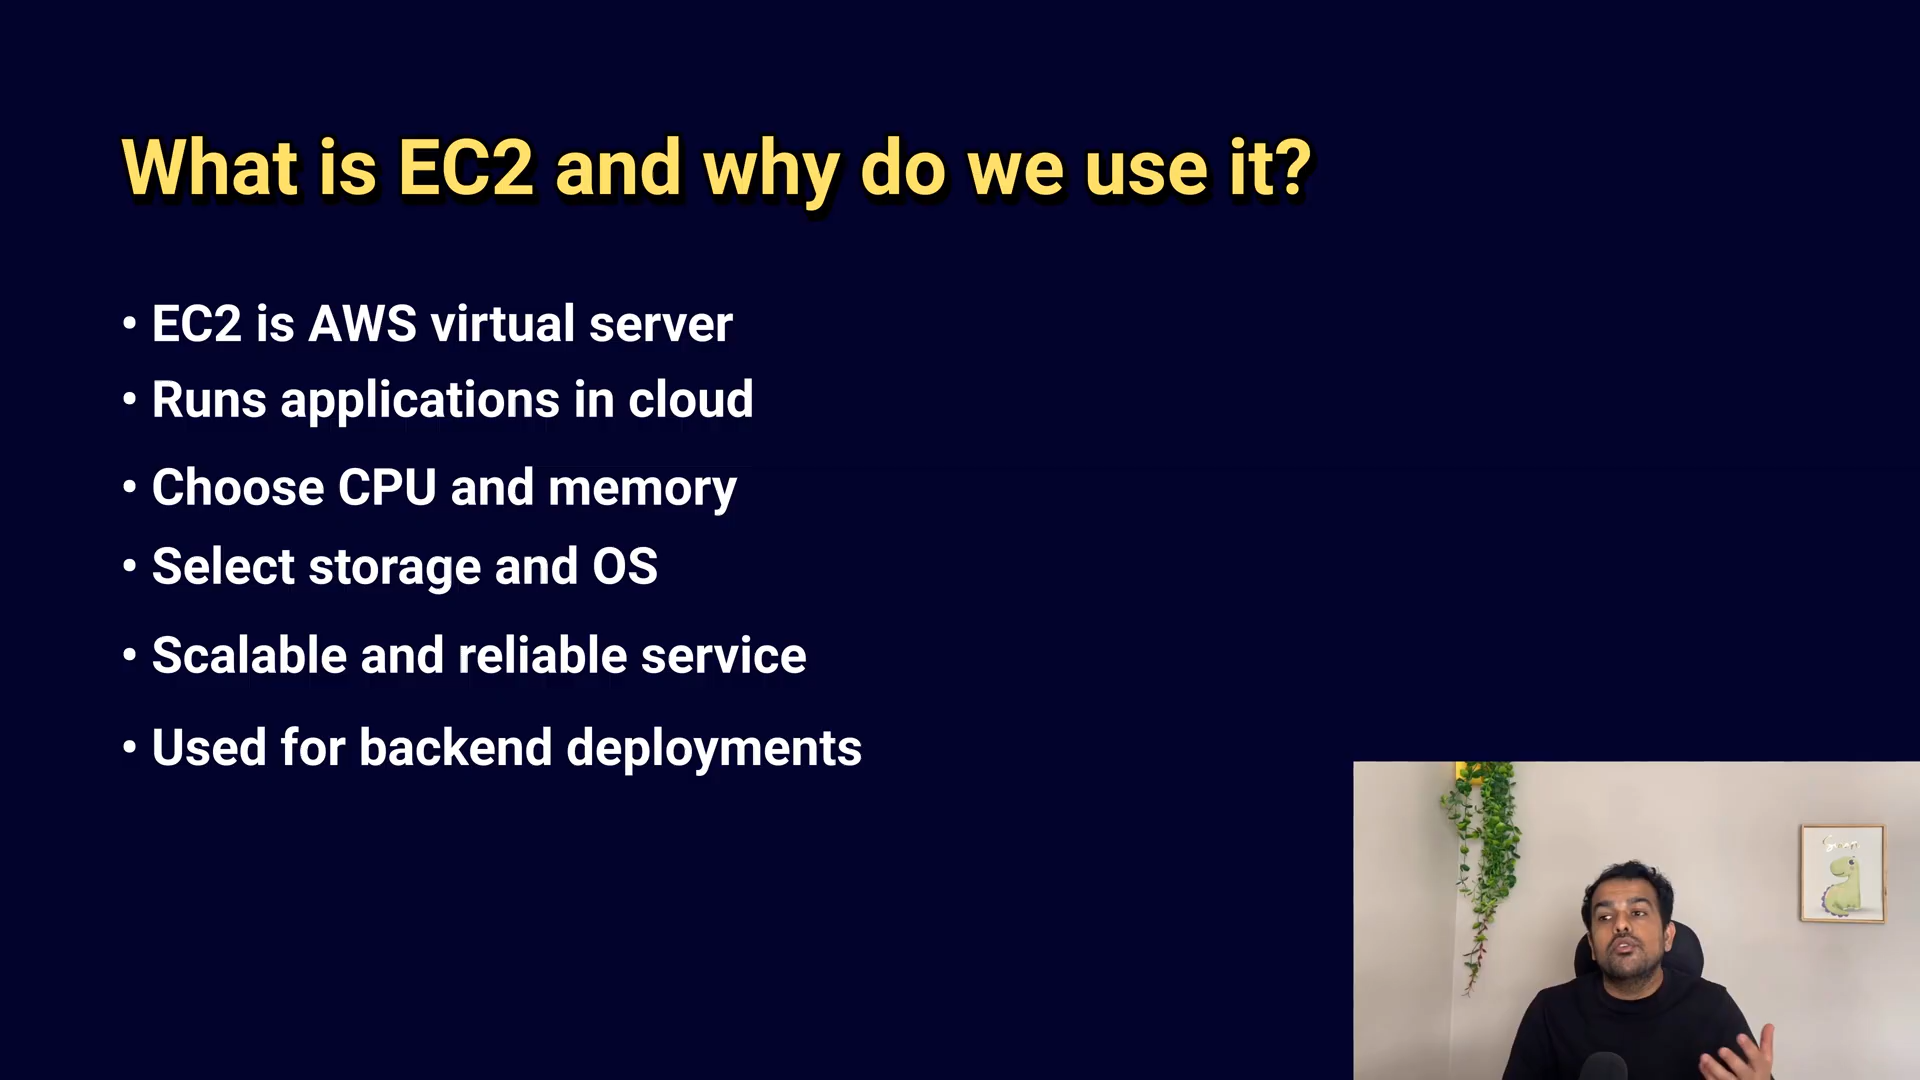 What is EC2 and why do we use it?
• EC2 is AWS virtual server
• Runs applications in cloud
• Choose CPU and memory
• Select storage and OS
• Scalable and reliable service
• Used for backend deployments